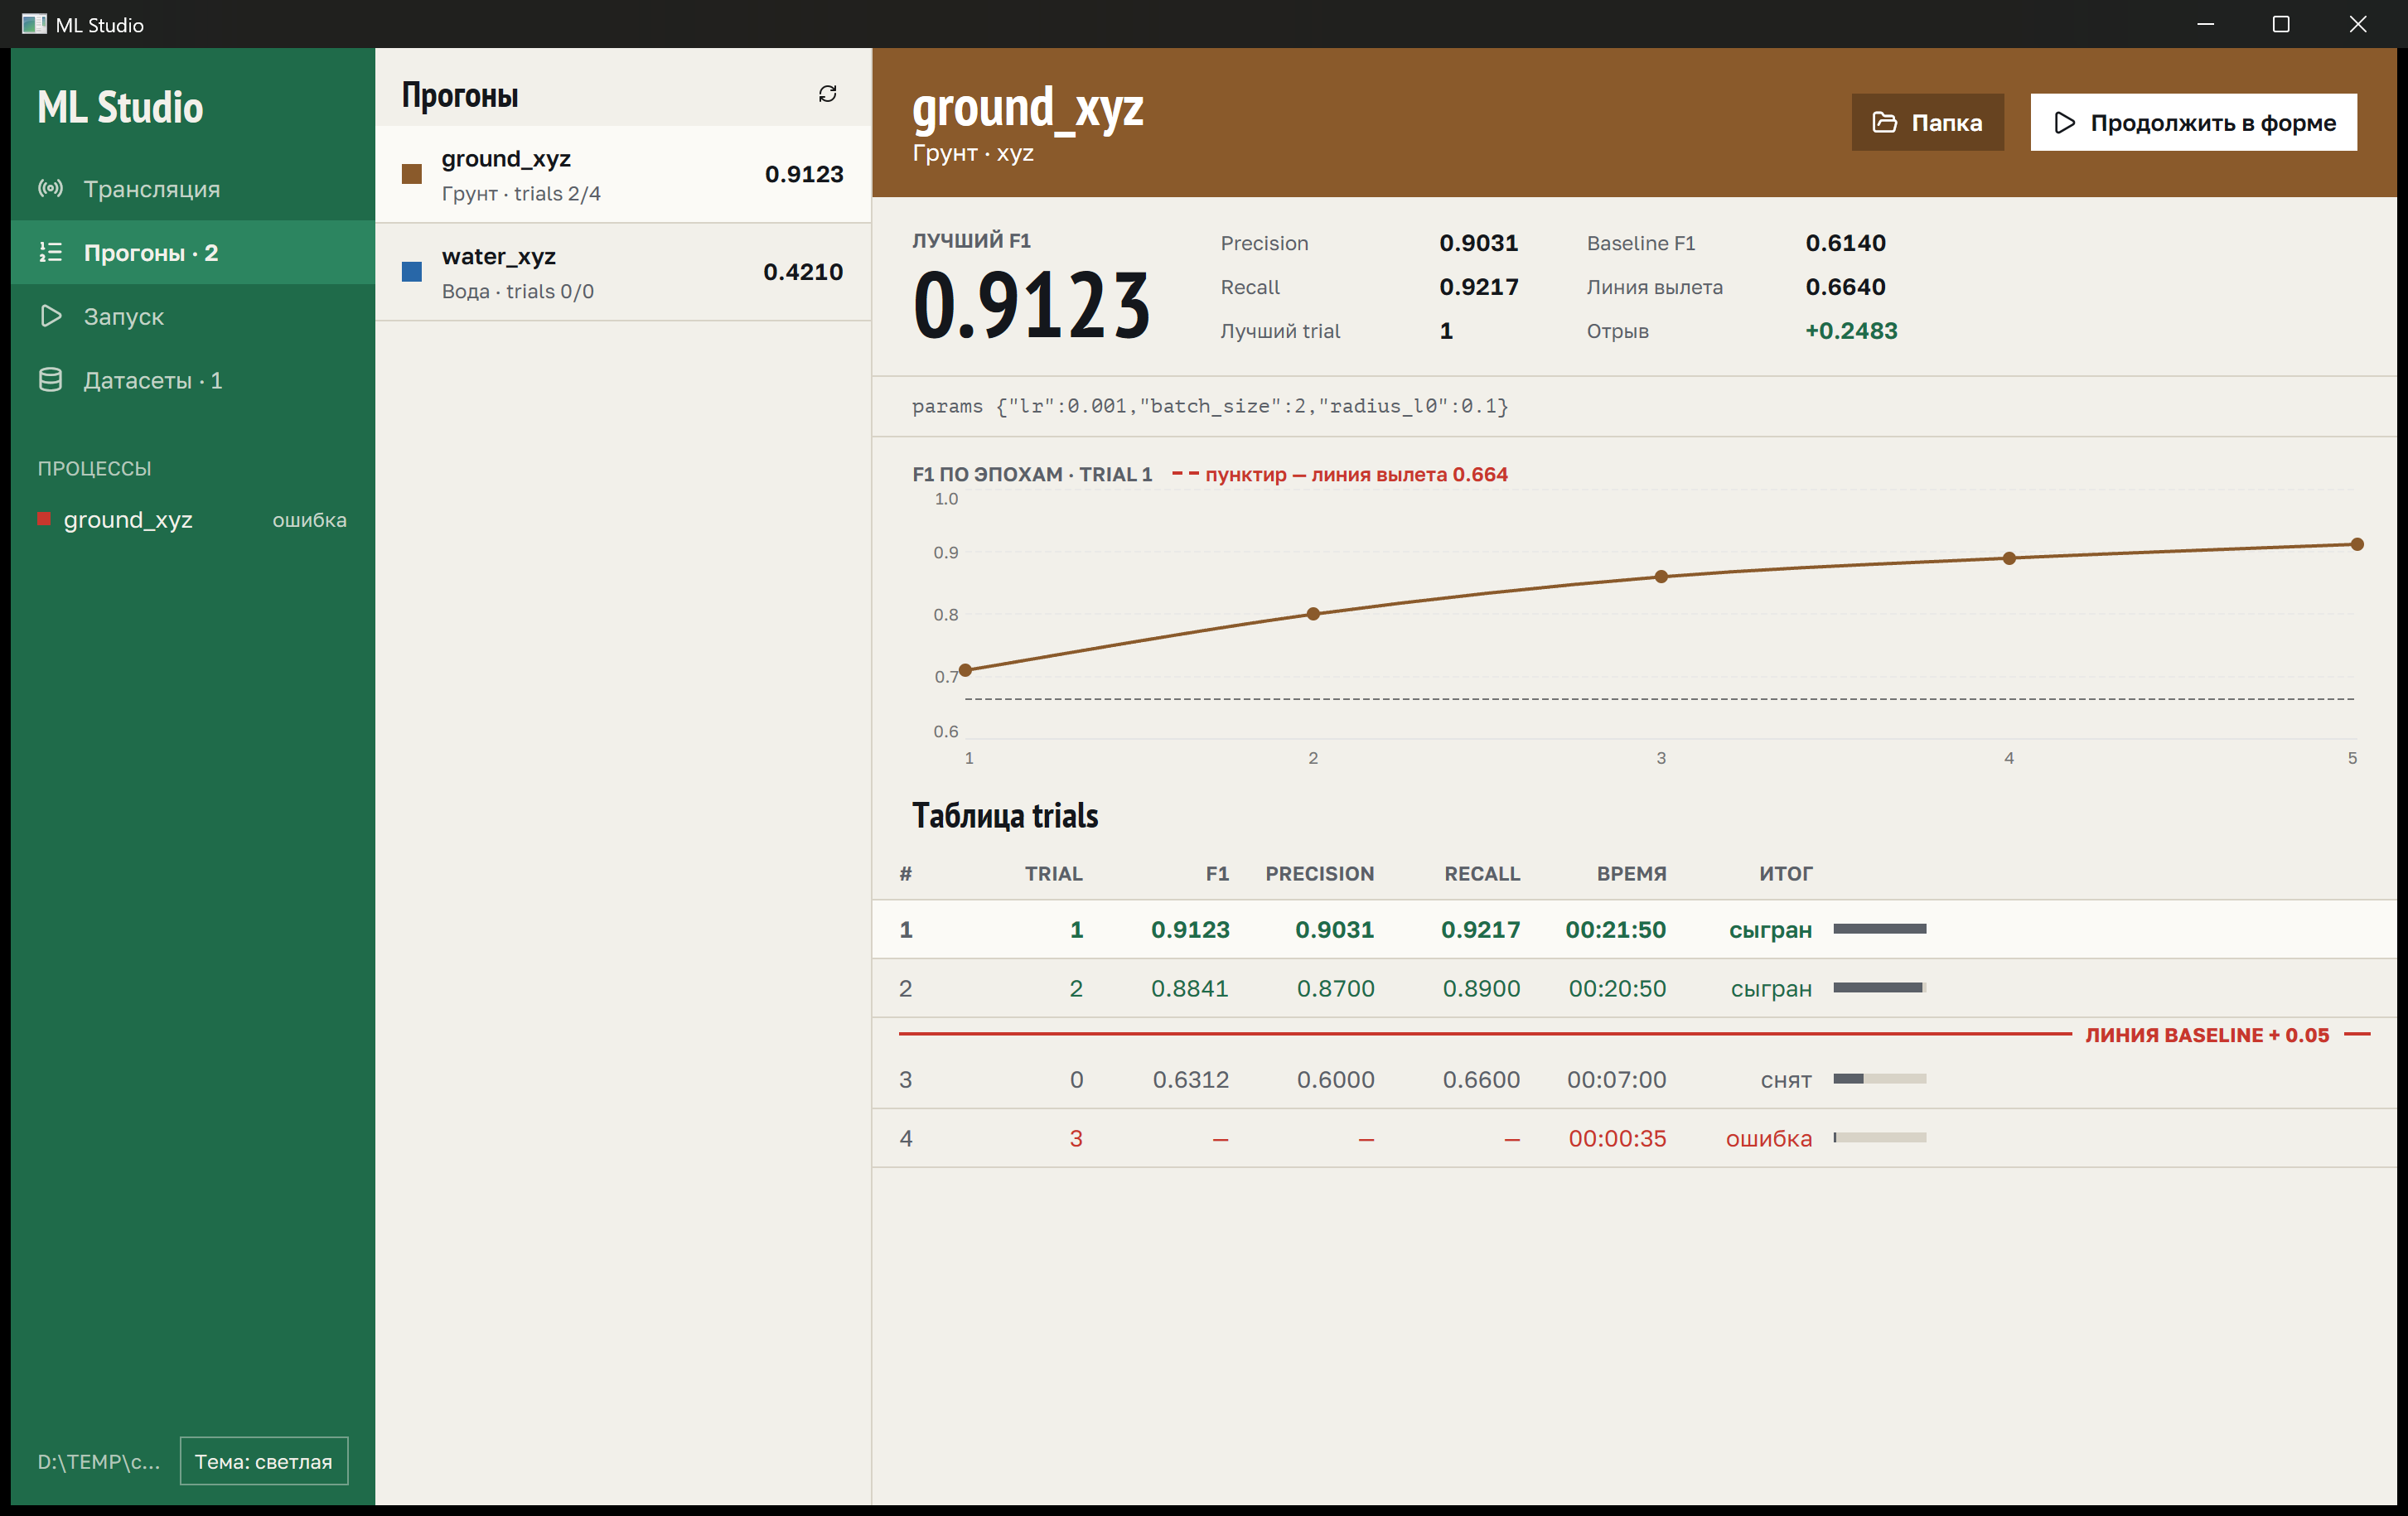 ML Studio
ML Studio
Трансляция
Прогоны · 2
Запуск
Датасеты · 1
ПРОЦЕССЫ
ground_xyz ошибка
D:\TEMP\c...
Тема: светлая
Прогоны
ground_xyz 0.9123
Грунт · trials 2/4
water_xyz 0.4210
Вода · trials 0/0
ground_xyz
Грунт · xyz
Папка
Продолжить в форме
ЛУЧШИЙ F1
0.9123
Precision 0.9031 Baseline F1 0.6140
Recall 0.9217 Линия вылета 0.6640
Лучший trial 1 Отрыв +0.2483
params {"lr":0.001,"batch_size":2,"radius_l0":0.1}
F1 ПО ЭПОХАМ · TRIAL 1 пунктир — линия вылета 0.664
1.0
0.9
0.8
0.7
0.6
1 2 3 4 5
Таблица trials
# TRIAL F1 PRECISION RECALL ВРЕМЯ ИТОГ
1 1 0.9123 0.9031 0.9217 00:21:50 сыгран
2 2 0.8841 0.8700 0.8900 00:20:50 сыгран
ЛИНИЯ BASELINE + 0.05
3 0 0.6312 0.6000 0.6600 00:07:00 снят
4 3 — — — 00:00:35 ошибка